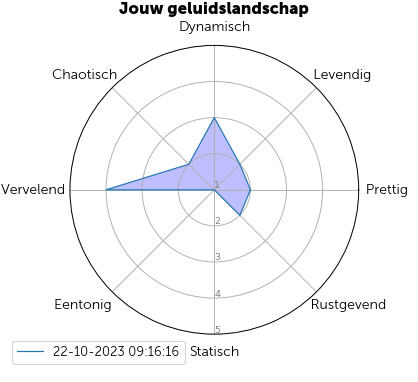 Jouw geluidslandschap
Dynamisch
Chaotisch
Levendig
Vervelend
1
Prettig
2
3
4
Eentonig
Rustgevend
5
22-10-2023 09:16:16
Statisch